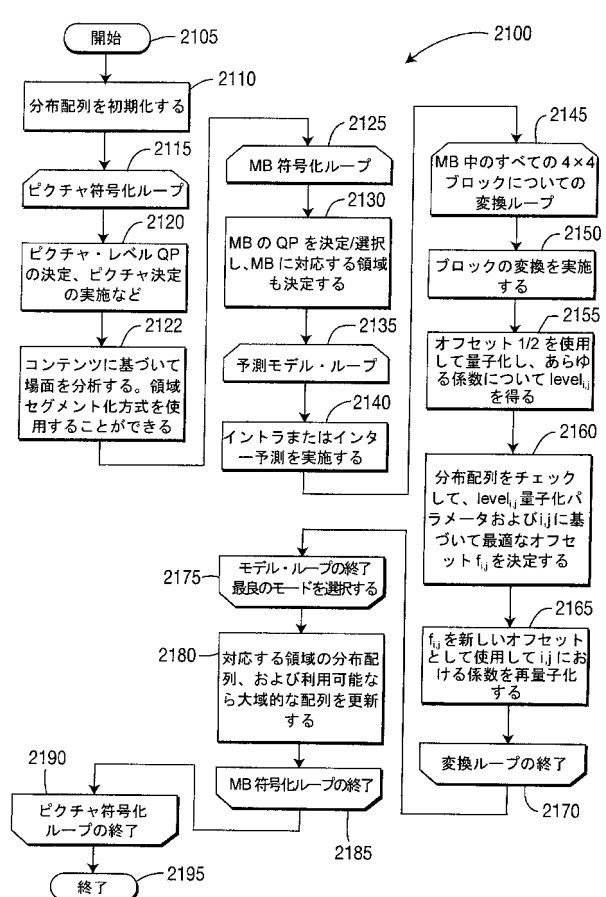 2100
開始
2105
2110
分布配列を初期化する
2115
ピクチャ符号化ループ
2120
ピクチャ・レベル QP
の決定、ピクチャ決定
の実施など
2122
コンテンツに基づいて
場面を分析する。領域
セグメント化方式を使
用することができる
2125
MB 符号化ループ
2130
MB の QP を決定/選択
し、MB に対応する領域
も決定する
2135
予測モデル・ループ
2140
イントラまたはインタ
ー予測を実施する
2145
MB 中のすべての 4×4
ブロックについての
変換ループ
2150
ブロックの変換を実施
する
2155
オフセット 1/2 を使用
して量子化し、あらゆ
る係数について level i,j
を得る
2160
分布配列をチェック
して、level i,j 量子化パ
ラメータおよび i,j に基
づいて最適なオフセ
ット f i,j を決定する
2165
f i,j を新しいオフセット
として使用して i,j にお
ける係数を再量子化
する
変換ループの終了
2170
2175
モデル・ループの終了
最良のモードを選択する
2180
対応する領域の分布配
列、および利用可能な
ら大域的な配列を更新
する
MB 符号化ループの終了
2185
2190
ピクチャ符号化
ループの終了
終了
2195